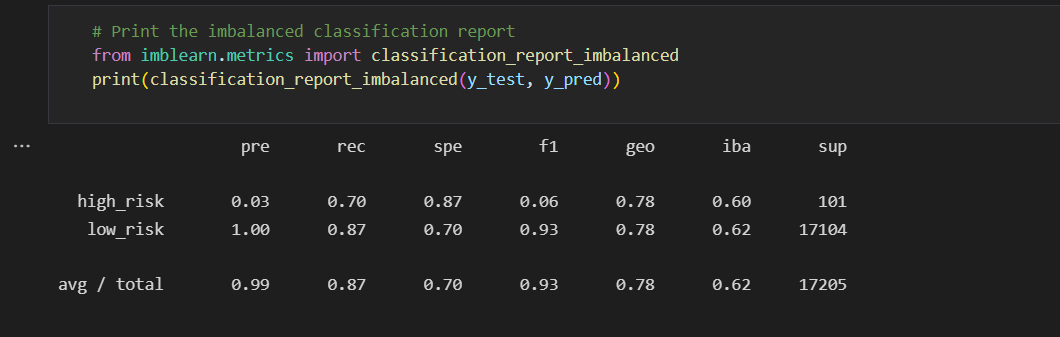 # Print the imbalanced classification report
from imblearn.metrics import classification_report_imbalanced
print(classification_report_imbalanced(y_test, y_pred))
... pre rec spe f1 geo iba sup
high_risk 0.03 0.70 0.87 0.06 0.78 0.60 101
low_risk 1.00 0.87 0.70 0.93 0.78 0.62 17104
avg / total 0.99 0.87 0.70 0.93 0.78 0.62 17205